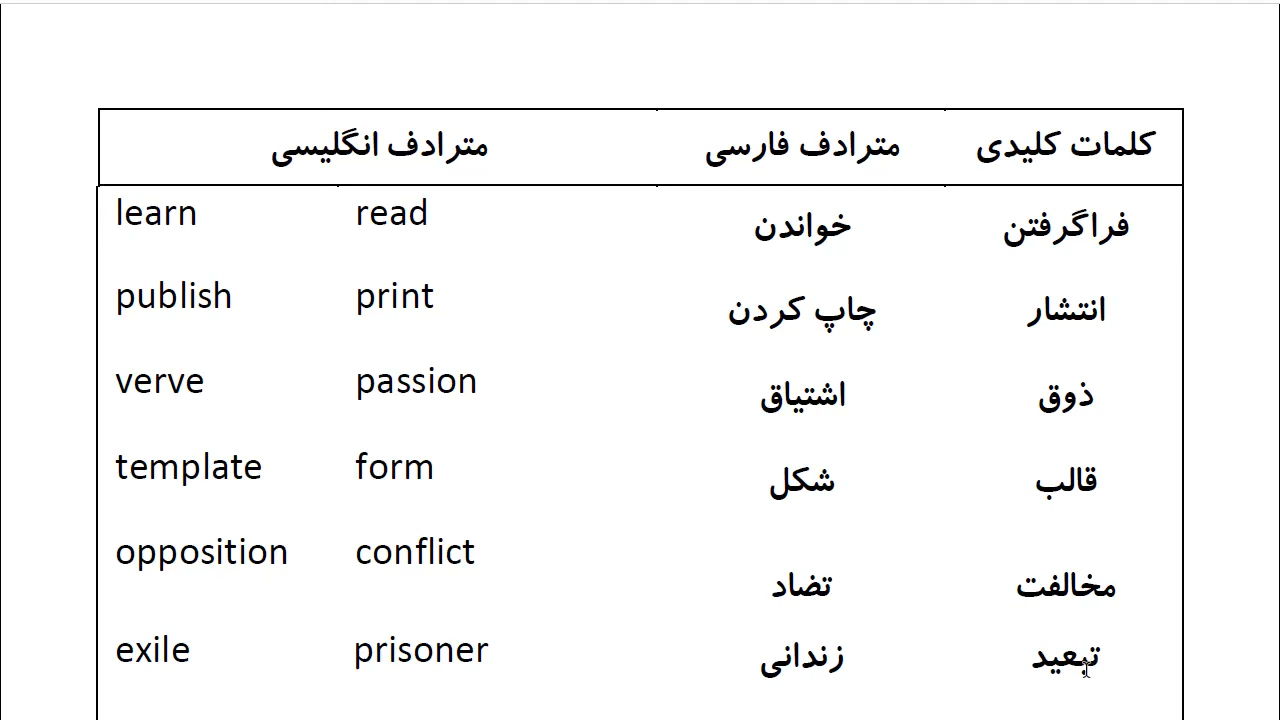 کلمات کلیدی مترادف فارسی مترادف انگلیسی
فراگرفتن خواندن read learn
انتشار چاپ کردن print publish
ذوق اشتیاق passion verve
قالب شکل form template
مخالفت تضاد conflict opposition
تبعید زندانی prisoner exile